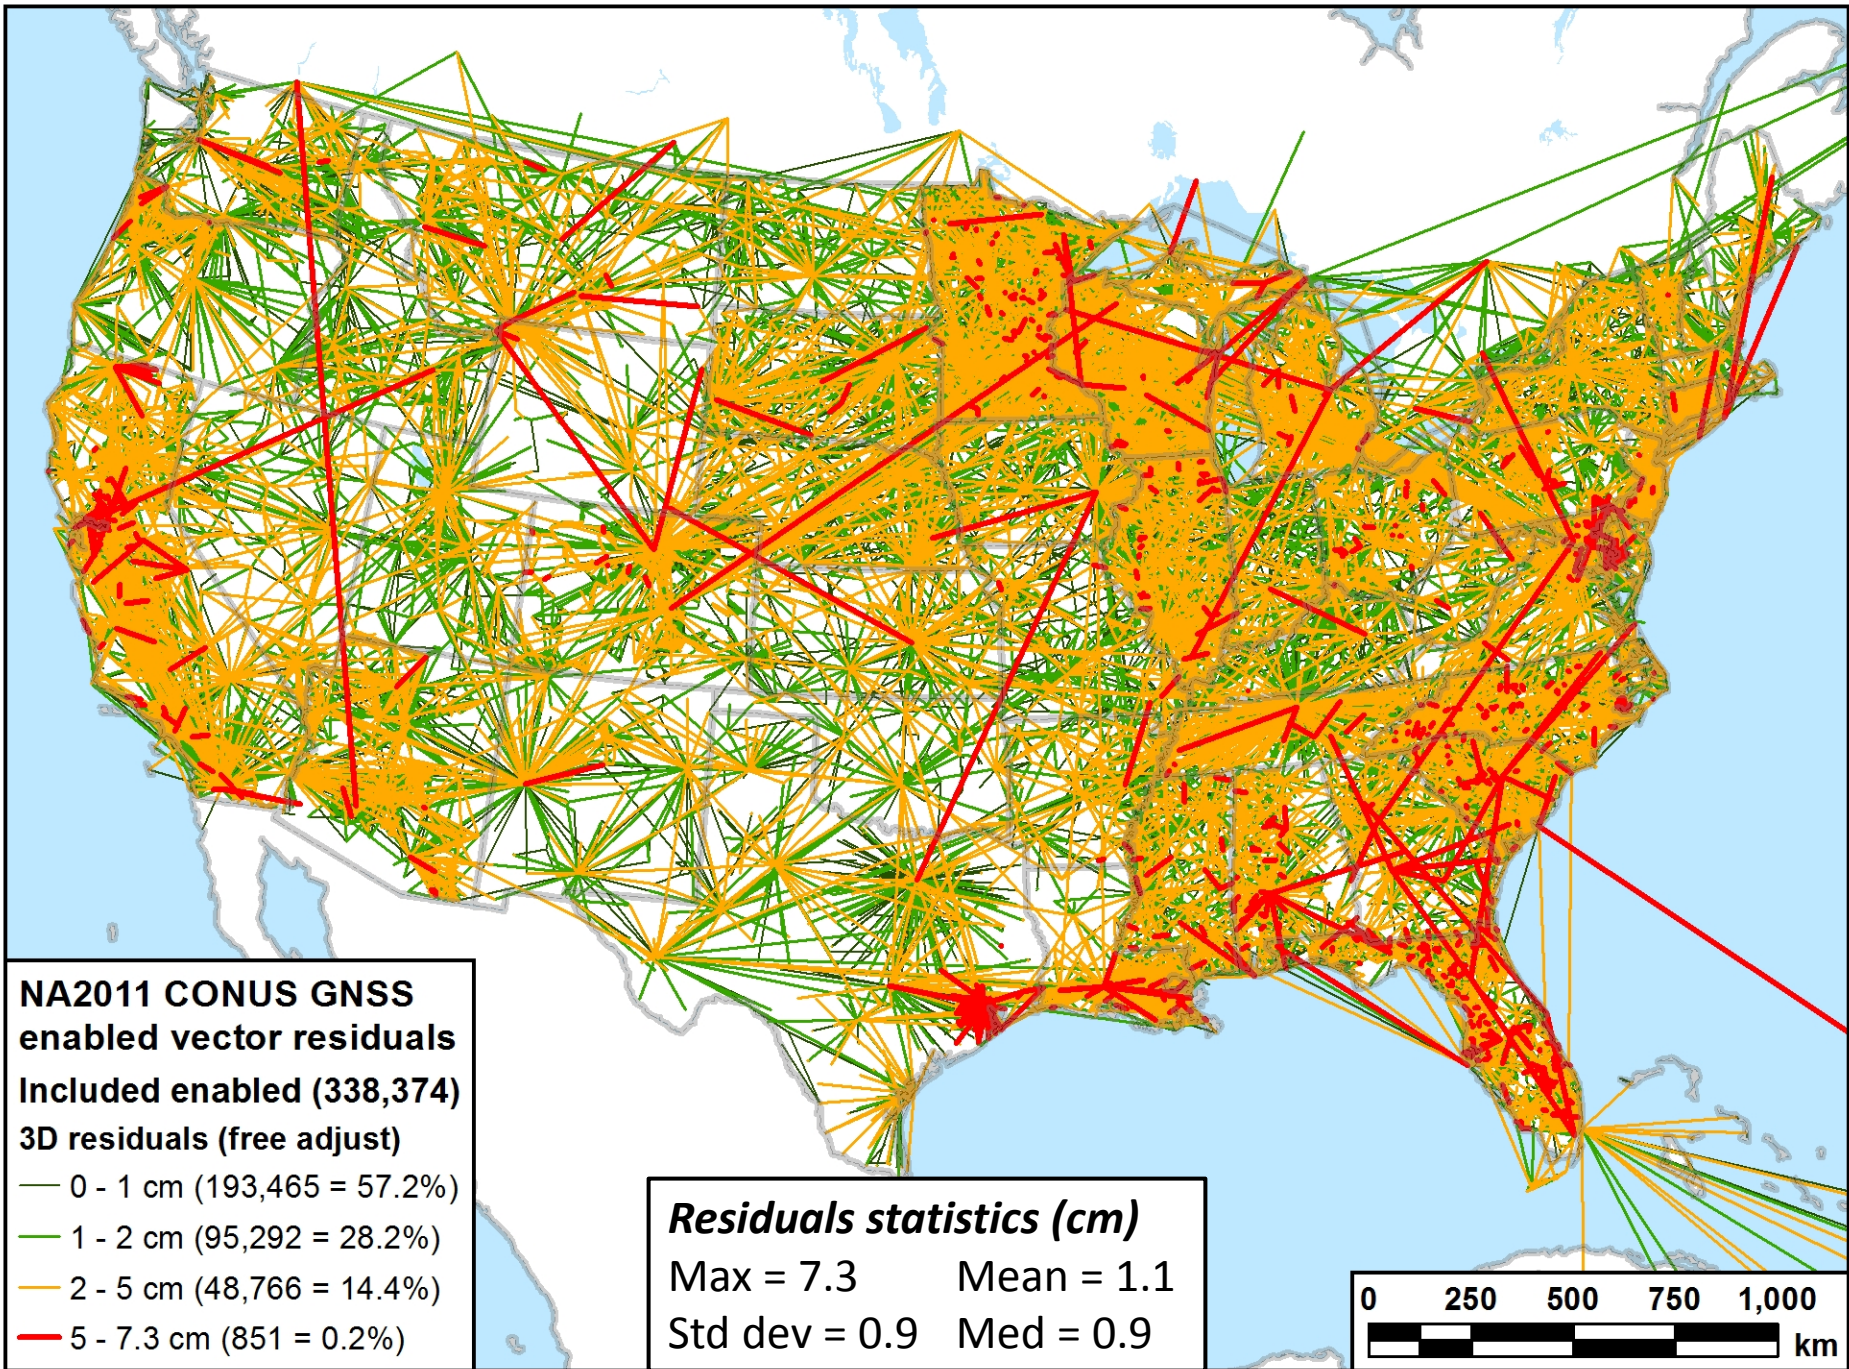 NA2011 CONUS GNSS
enabled vector residuals
Included enabled (338,374)
3D residuals (free adjust)
0 - 1 cm (193,465 = 57.2%)
1 - 2 cm (95,292 = 28.2%)
2 - 5 cm (48,766 = 14.4%)
5 - 7.3 cm (851 = 0.2%)
Residuals statistics (cm)
Max = 7.3 Mean = 1.1
Std dev = 0.9 Med = 0.9
0 250 500 750 1,000
km